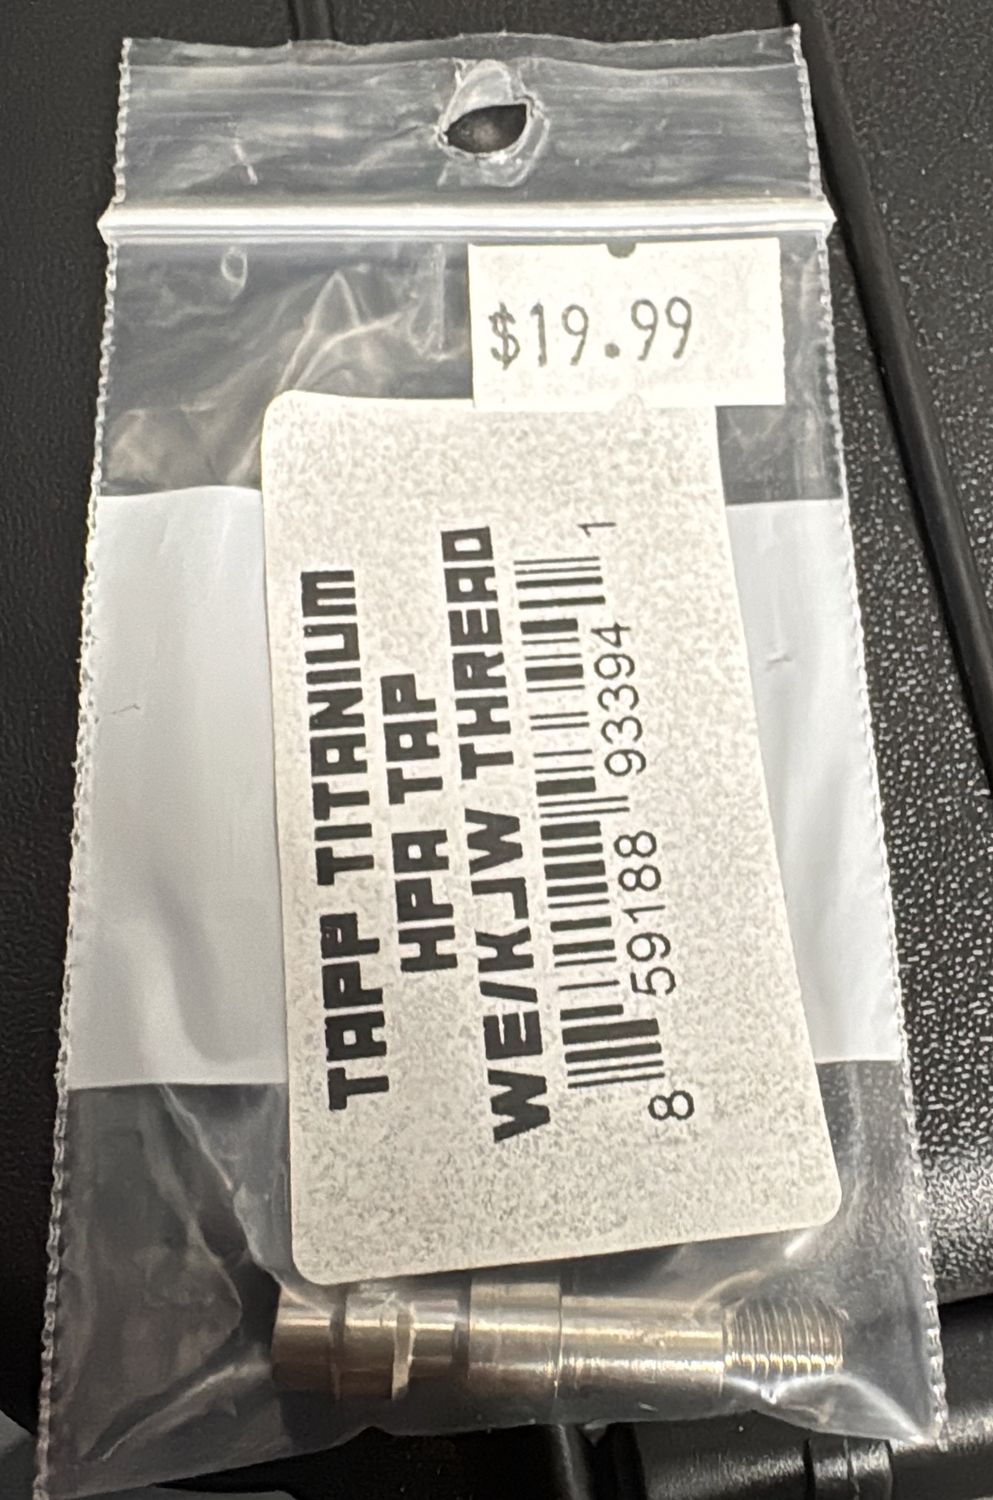 $19.99
TAPP TITANIUM
HPA TAP
WE/KJW THREAD
8 59188 93394 1